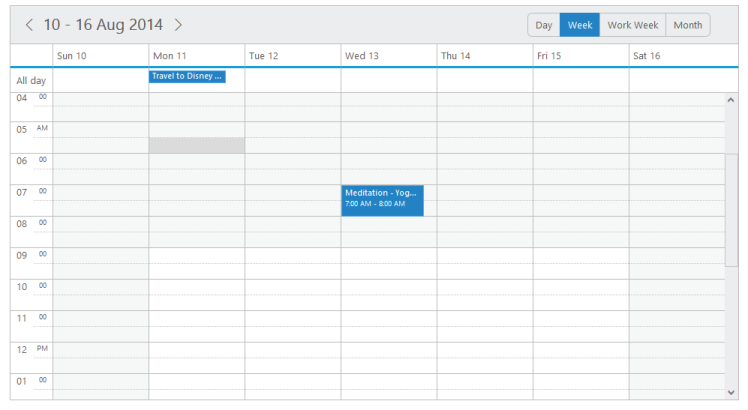 10 - 16 Aug 2014
Day Week Work Week Month
Sun 10 Mon 11 Tue 12 Wed 13 Thu 14 Fri 15 Sat 16
All day Travel to Disney ...
04 00
05 AM
06 00
07 00 Meditation - Yog...
7:00 AM - 8:00 AM
08 00
09 00
10 00
11 00
12 PM
01 00